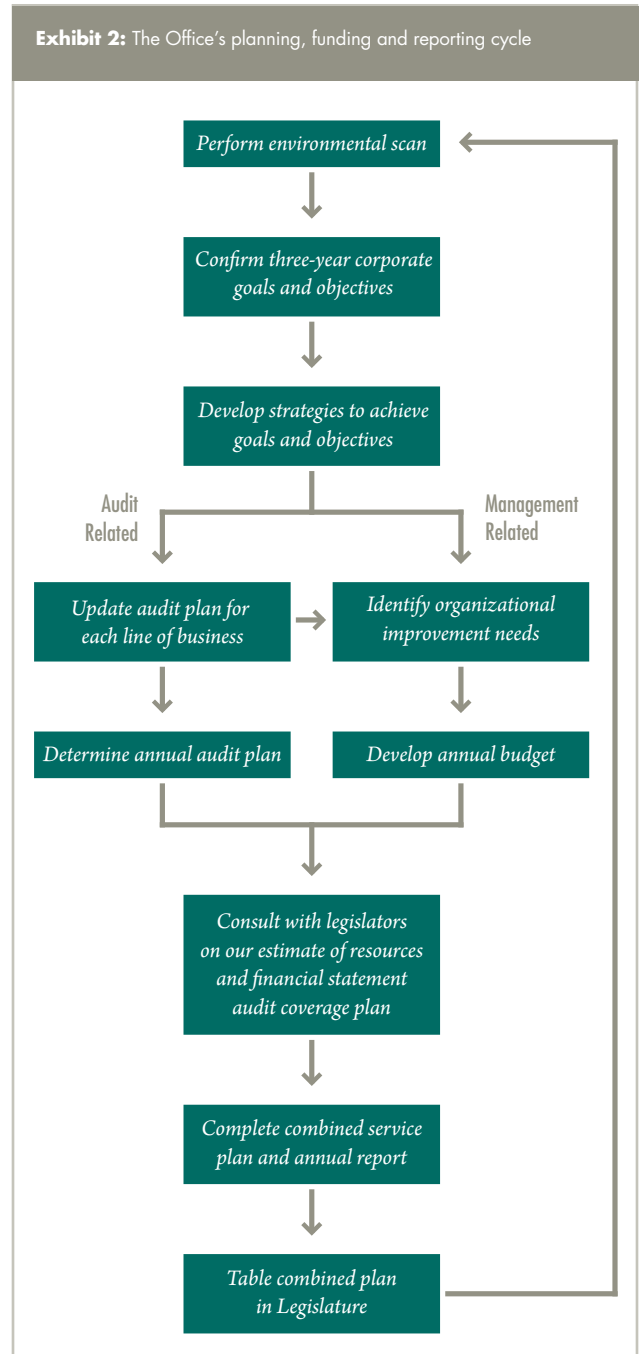 Exhibit 2: The Office's planning, funding and reporting cycle
Perform environmental scan
Confirm three-year corporate
goals and objectives
Develop strategies to achieve
goals and objectives
Audit
Related
Management
Related
Update audit plan for
each line of business
Identify organizational
improvement needs
Determine annual audit plan
Develop annual budget
Consult with legislators
on our estimate of resources
and financial statement
audit coverage plan
Complete combined service
plan and annual report
Table combined plan
in Legislature